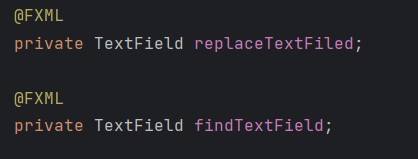 @FXML
private TextField replaceTextFiled;
@FXML
private TextField findTextField;